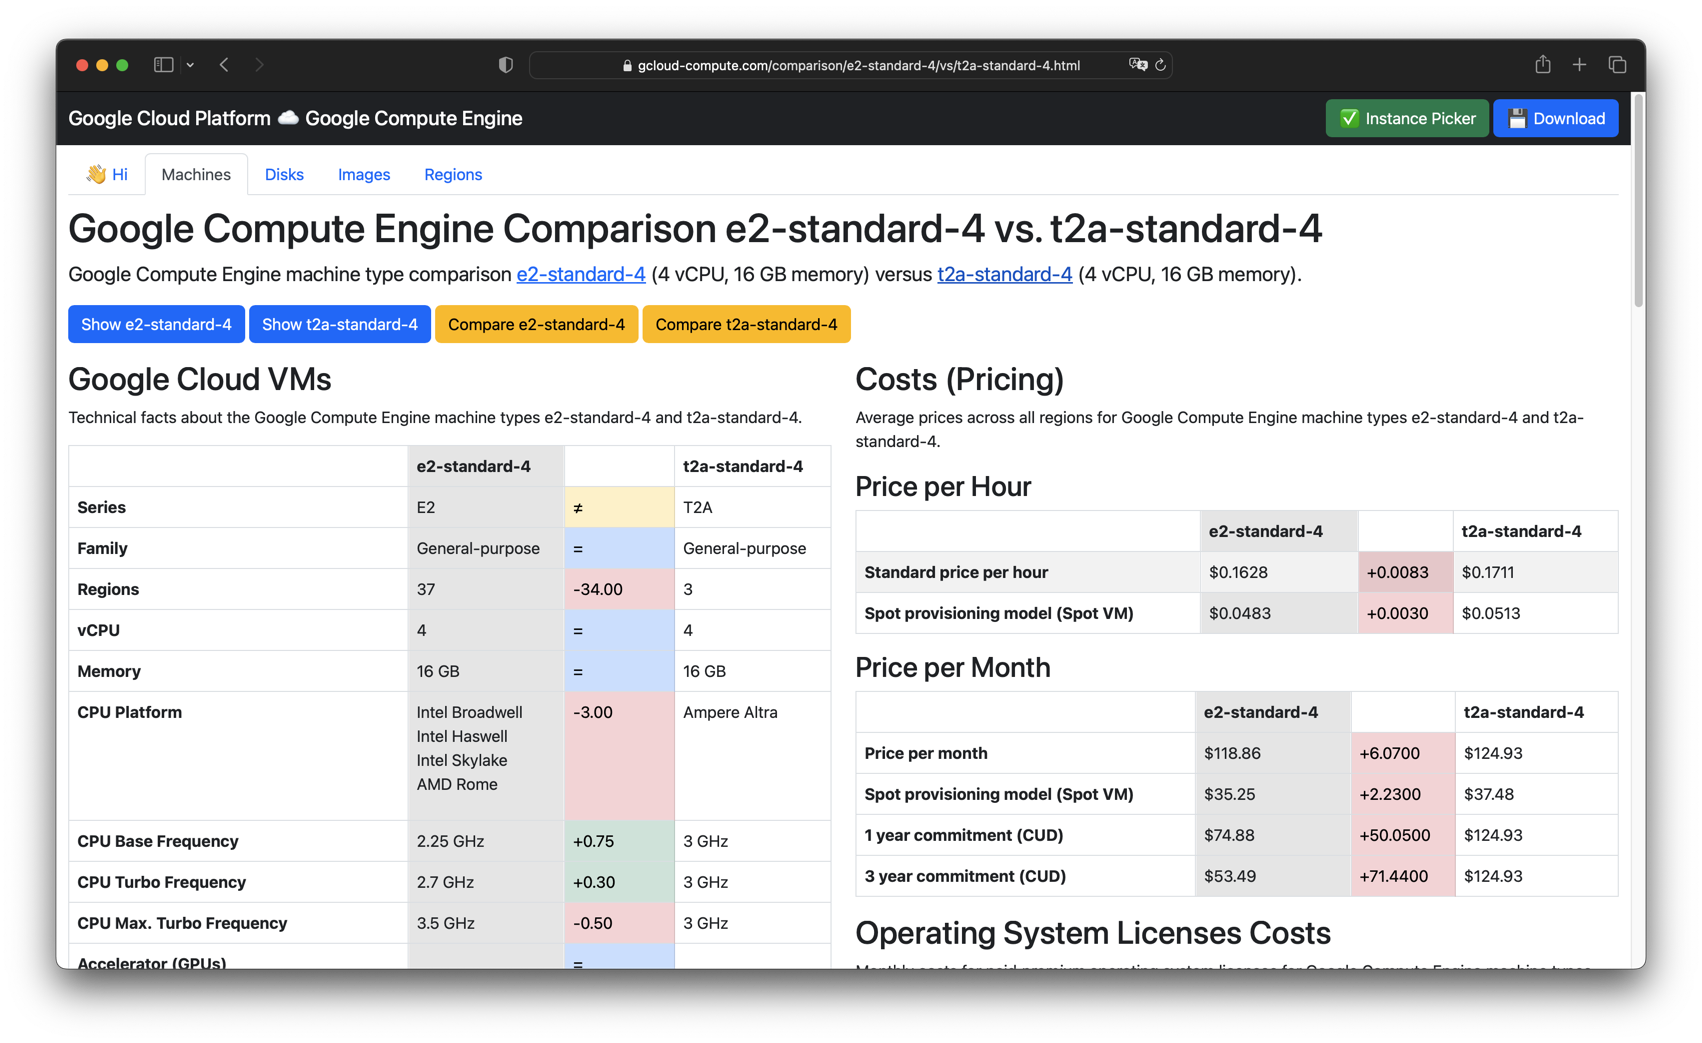 gcloud-compute.com/comparison/e2-standard-4/vs/t2a-standard-4.html
Google Cloud Platform ☁️ Google Compute Engine
✅ Instance Picker
💾 Download
👋 Hi
Machines
Disks
Images
Regions
Google Compute Engine Comparison e2-standard-4 vs. t2a-standard-4
Google Compute Engine machine type comparison e2-standard-4 (4 vCPU, 16 GB memory) versus t2a-standard-4 (4 vCPU, 16 GB memory).
Show e2-standard-4
Show t2a-standard-4
Compare e2-standard-4
Compare t2a-standard-4
Google Cloud VMs
Technical facts about the Google Compute Engine machine types e2-standard-4 and t2a-standard-4.
e2-standard-4 t2a-standard-4
Series E2 ≠ T2A
Family General-purpose = General-purpose
Regions 37 -34.00 3
vCPU 4 = 4
Memory 16 GB = 16 GB
CPU Platform Intel Broadwell -3.00 Ampere Altra
Intel Haswell
Intel Skylake
AMD Rome
CPU Base Frequency 2.25 GHz +0.75 3 GHz
CPU Turbo Frequency 2.7 GHz +0.30 3 GHz
CPU Max. Turbo Frequency 3.5 GHz -0.50 3 GHz
Accelerator (GPUs) =
Costs (Pricing)
Average prices across all regions for Google Compute Engine machine types e2-standard-4 and t2a-
standard-4.
Price per Hour
e2-standard-4 t2a-standard-4
Standard price per hour $0.1628 +0.0083 $0.1711
Spot provisioning model (Spot VM) $0.0483 +0.0030 $0.0513
Price per Month
e2-standard-4 t2a-standard-4
Price per month $118.86 +6.0700 $124.93
Spot provisioning model (Spot VM) $35.25 +2.2300 $37.48
1 year commitment (CUD) $74.88 +50.0500 $124.93
3 year commitment (CUD) $53.49 +71.4400 $124.93
Operating System Licenses Costs
Monthly costs for paid premium operating system licenses for Google Compute Engine machine types